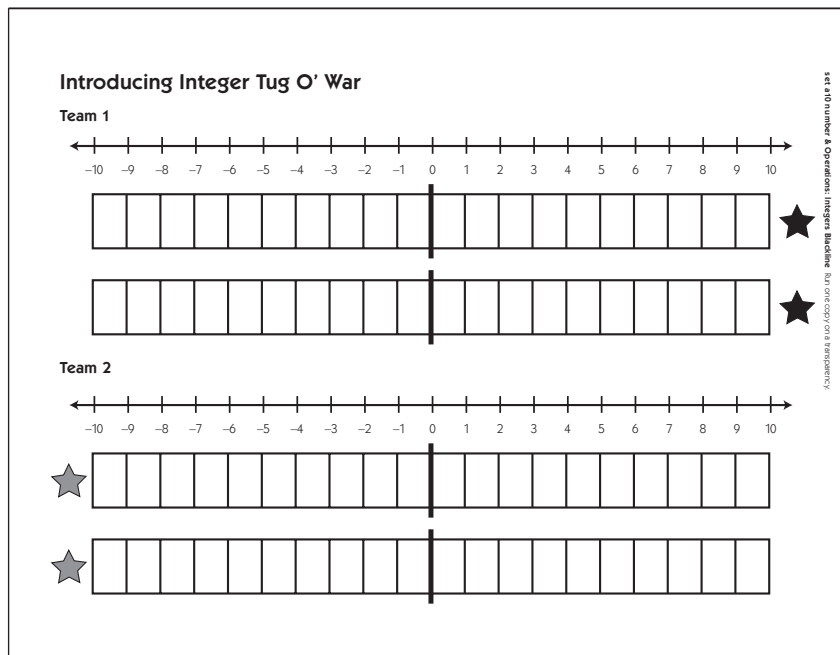 Introducing Integer Tug O’ War
Team 1
–10 –9 –8 –7 –6 –5 –4 –3 –2 –1 0 1 2 3 4 5 6 7 8 9 10
Team 2
–10 –9 –8 –7 –6 –5 –4 –3 –2 –1 0 1 2 3 4 5 6 7 8 9 10
set a10 number & Operations: Integers Blackline Run one copy on a transparency.